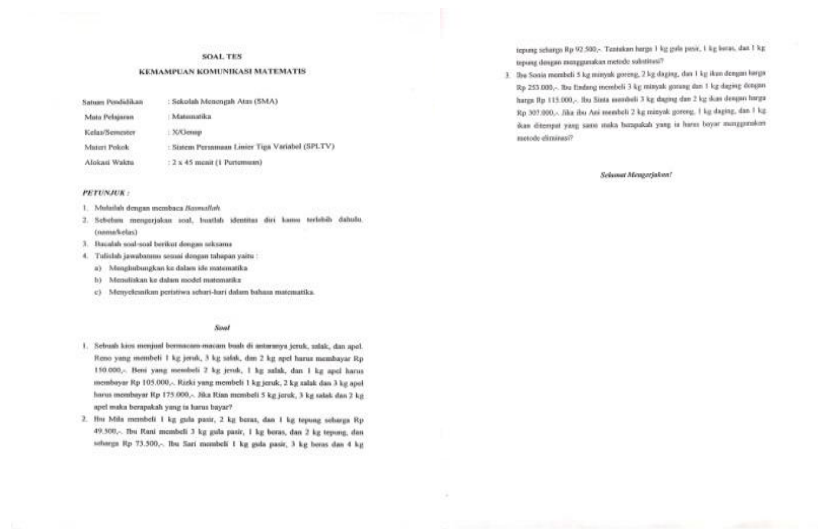 SOAL TES
KEMAMPUAN KOMUNIKASI MATEMATIS
Satuan Pendidikan : Sekolah Menengah Atas (SMA)
Mata Pelajaran : Matematika
Kelas/Semester : X/Genap
Materi Pokok : Sistem Persamaan Linier Tiga Variabel (SPLTV)
Alokasi Waktu : 2 x 45 menit (1 Pertemuan)
PETUNJUK :
1. Mulailah dengan membaca Basmallah
2. Sebelum mengerjakan soal, buatlah identitas diri kamu terlebih dahulu.
(nama/kelas)
3. Bacalah soal-soal berikut dengan seksama
4. Tulislah jawabanmu sesuai dengan tahapan yaitu :
a) Menghubungkan ke dalam ide matematika
b) Menuliskan ke dalam model matematika
c) Menyelesaikan peristiwa sehari-hari dalam bahasa matematika.
Soal
1. Sebuah kios menjual bermacam-macam buah di antaranya jeruk, salak, dan apel.
Reno yang membeli 1 kg jeruk, 3 kg salak, dan 2 kg apel harus membayar Rp
150.000,-. Beni yang membeli 2 kg jeruk, 1 kg salak, dan 1 kg apel harus
membayar Rp 105.000,-. Rizki yang membeli 1 kg jeruk, 2 kg salak dan 3 kg apel
harus membayar Rp 175.000,-. Jika Rian membeli 5 kg jeruk, 3 kg salak dan 2 kg
apel maka berapakah yang ia harus bayar?
2. Ibu Mila membeli 1 kg gula pasir, 2 kg beras, dan 1 kg tepung seharga Rp
49.500,-. Ibu Rani membeli 3 kg gula pasir, 1 kg beras, dan 2 kg tepung, dan
seharga Rp 73.500,-. Ibu Sari membeli 1 kg gula pasir, 3 kg beras dan 4 kg
tepung seharga Rp 92.500,-. Tentukan harga 1 kg gula pasir, 1 kg beras, dan 1 kg
tepung dengan menggunakan metode substitusi?
3. Ibu Sonia membeli 5 kg minyak goreng, 2 kg daging, dan 1 kg ikan dengan harga
Rp 253.000,-. Ibu Endang membeli 3 kg minyak goreng dan 1 kg daging dengan
harga Rp 115.000,-. Ibu Sinta membeli 3 kg daging dan 2 kg ikan dengan harga
Rp 307.000,-. Jika ibu Ani membeli 2 kg minyak goreng, 1 kg daging, dan 1 kg
ikan ditempat yang sama maka berapakah yang ia harus bayar menggunakan
metode eliminasi?
Selamat Mengerjakan!